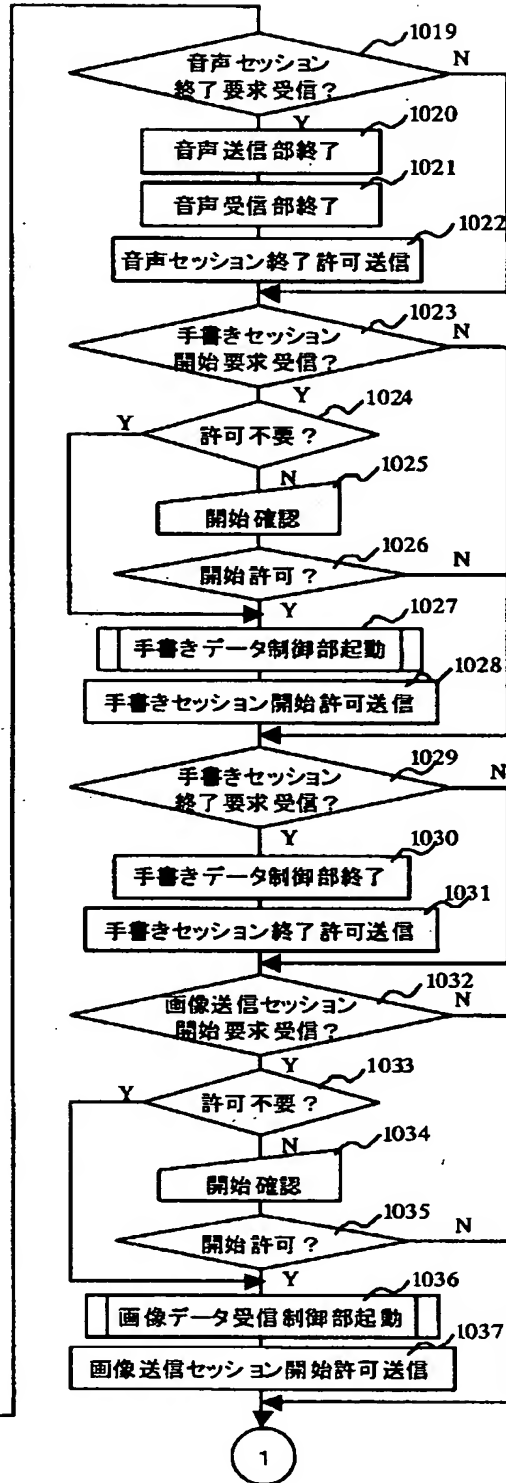 1019
音声セッション
終了要求受信？
N
Y
1020
音声送信部終了
1021
音声受信部終了
1022
音声セッション終了許可送信
1023
手書きセッション
開始要求受信？
N
Y
1024
許可不要？
Y
N
1025
開始確認
1026
開始許可？
N
Y
1027
手書きデータ制御部起動
1028
手書きセッション開始許可送信
1029
手書きセッション
終了要求受信？
N
Y
1030
手書きデータ制御部終了
1031
手書きセッション終了許可送信
1032
画像送信セッション
開始要求受信？
N
Y
1033
許可不要？
Y
N
1034
開始確認
1035
開始許可？
N
Y
1036
画像データ受信制御部起動
1037
画像送信セッション開始許可送信
1